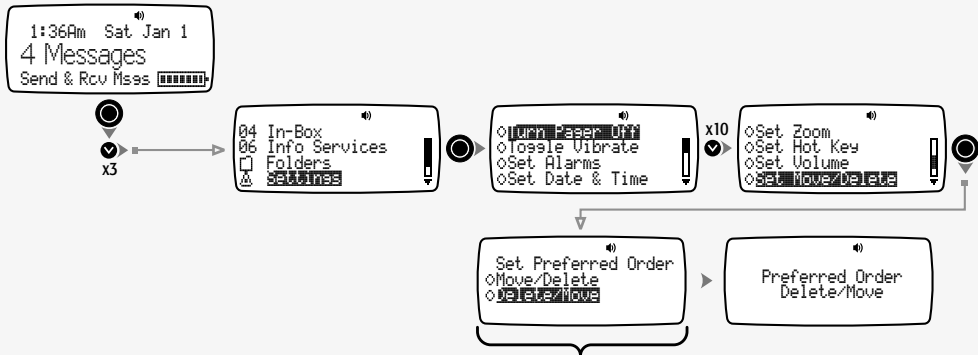 1:36Am Sat Jan 1
4 Messages
Send & Rcv Msgs
x3
04 In-Box
06 Info Services
Folders
Settings
Turn Pager Off
Toggle Vibrate
Set Alarms
Set Date & Time
x10
Set Zoom
Set Hot Key
Set Volume
Set Move/Delete
Set Preferred Order
Move/Delete
Delete/Move
Preferred Order
Delete/Move